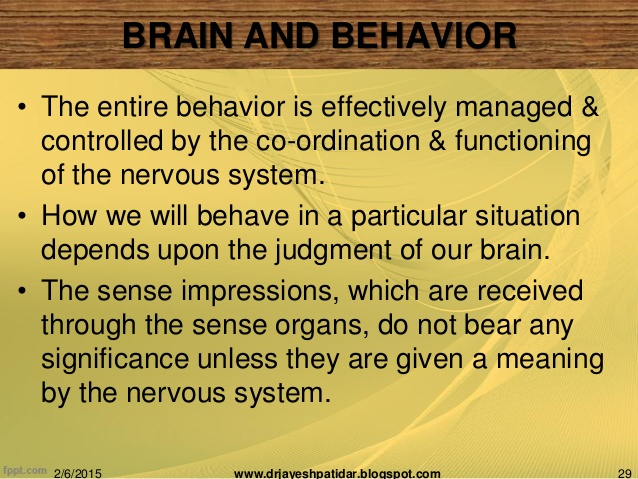 BRAIN AND BEHAVIOR
• The entire behavior is effectively managed &
controlled by the co-ordination & functioning
of the nervous system.
• How we will behave in a particular situation
depends upon the judgment of our brain.
• The sense impressions, which are received
through the sense organs, do not bear any
significance unless they are given a meaning
by the nervous system.
fppt.com 2/6/2015 www.drjayeshpatidar.blogspot.com 29